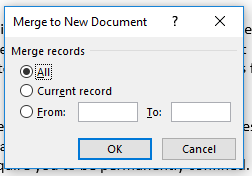 Merge to New Document ? ×
Merge records
All
Current record
From: To:
OK Cancel